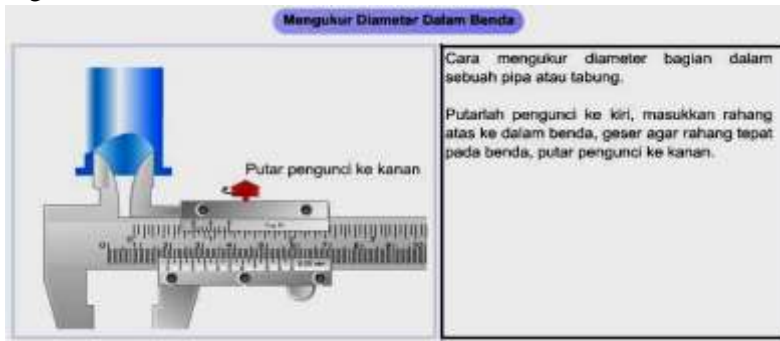 Mengukur Diameter Dalam Benda
Cara mengukur diameter bagian dalam
sebuah pipa atau tabung.
Putarlah pengunci ke kiri, masukkan rahang
atas ke dalam benda, geser agar rahang tepat
pada benda, putar pengunci ke kanan.
Putar pengunci ke kanan